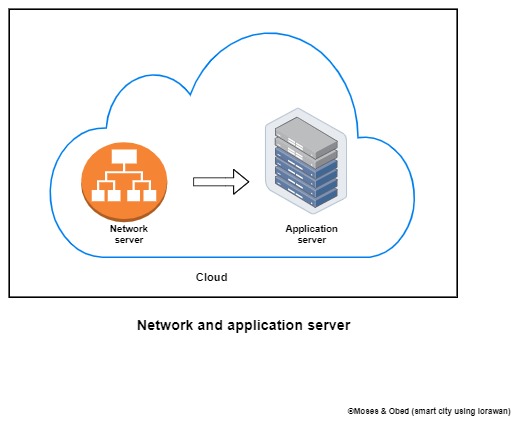 Network
server
Application
server
Cloud
Network and application server
©Moses & Obed (smart city using lorawan)